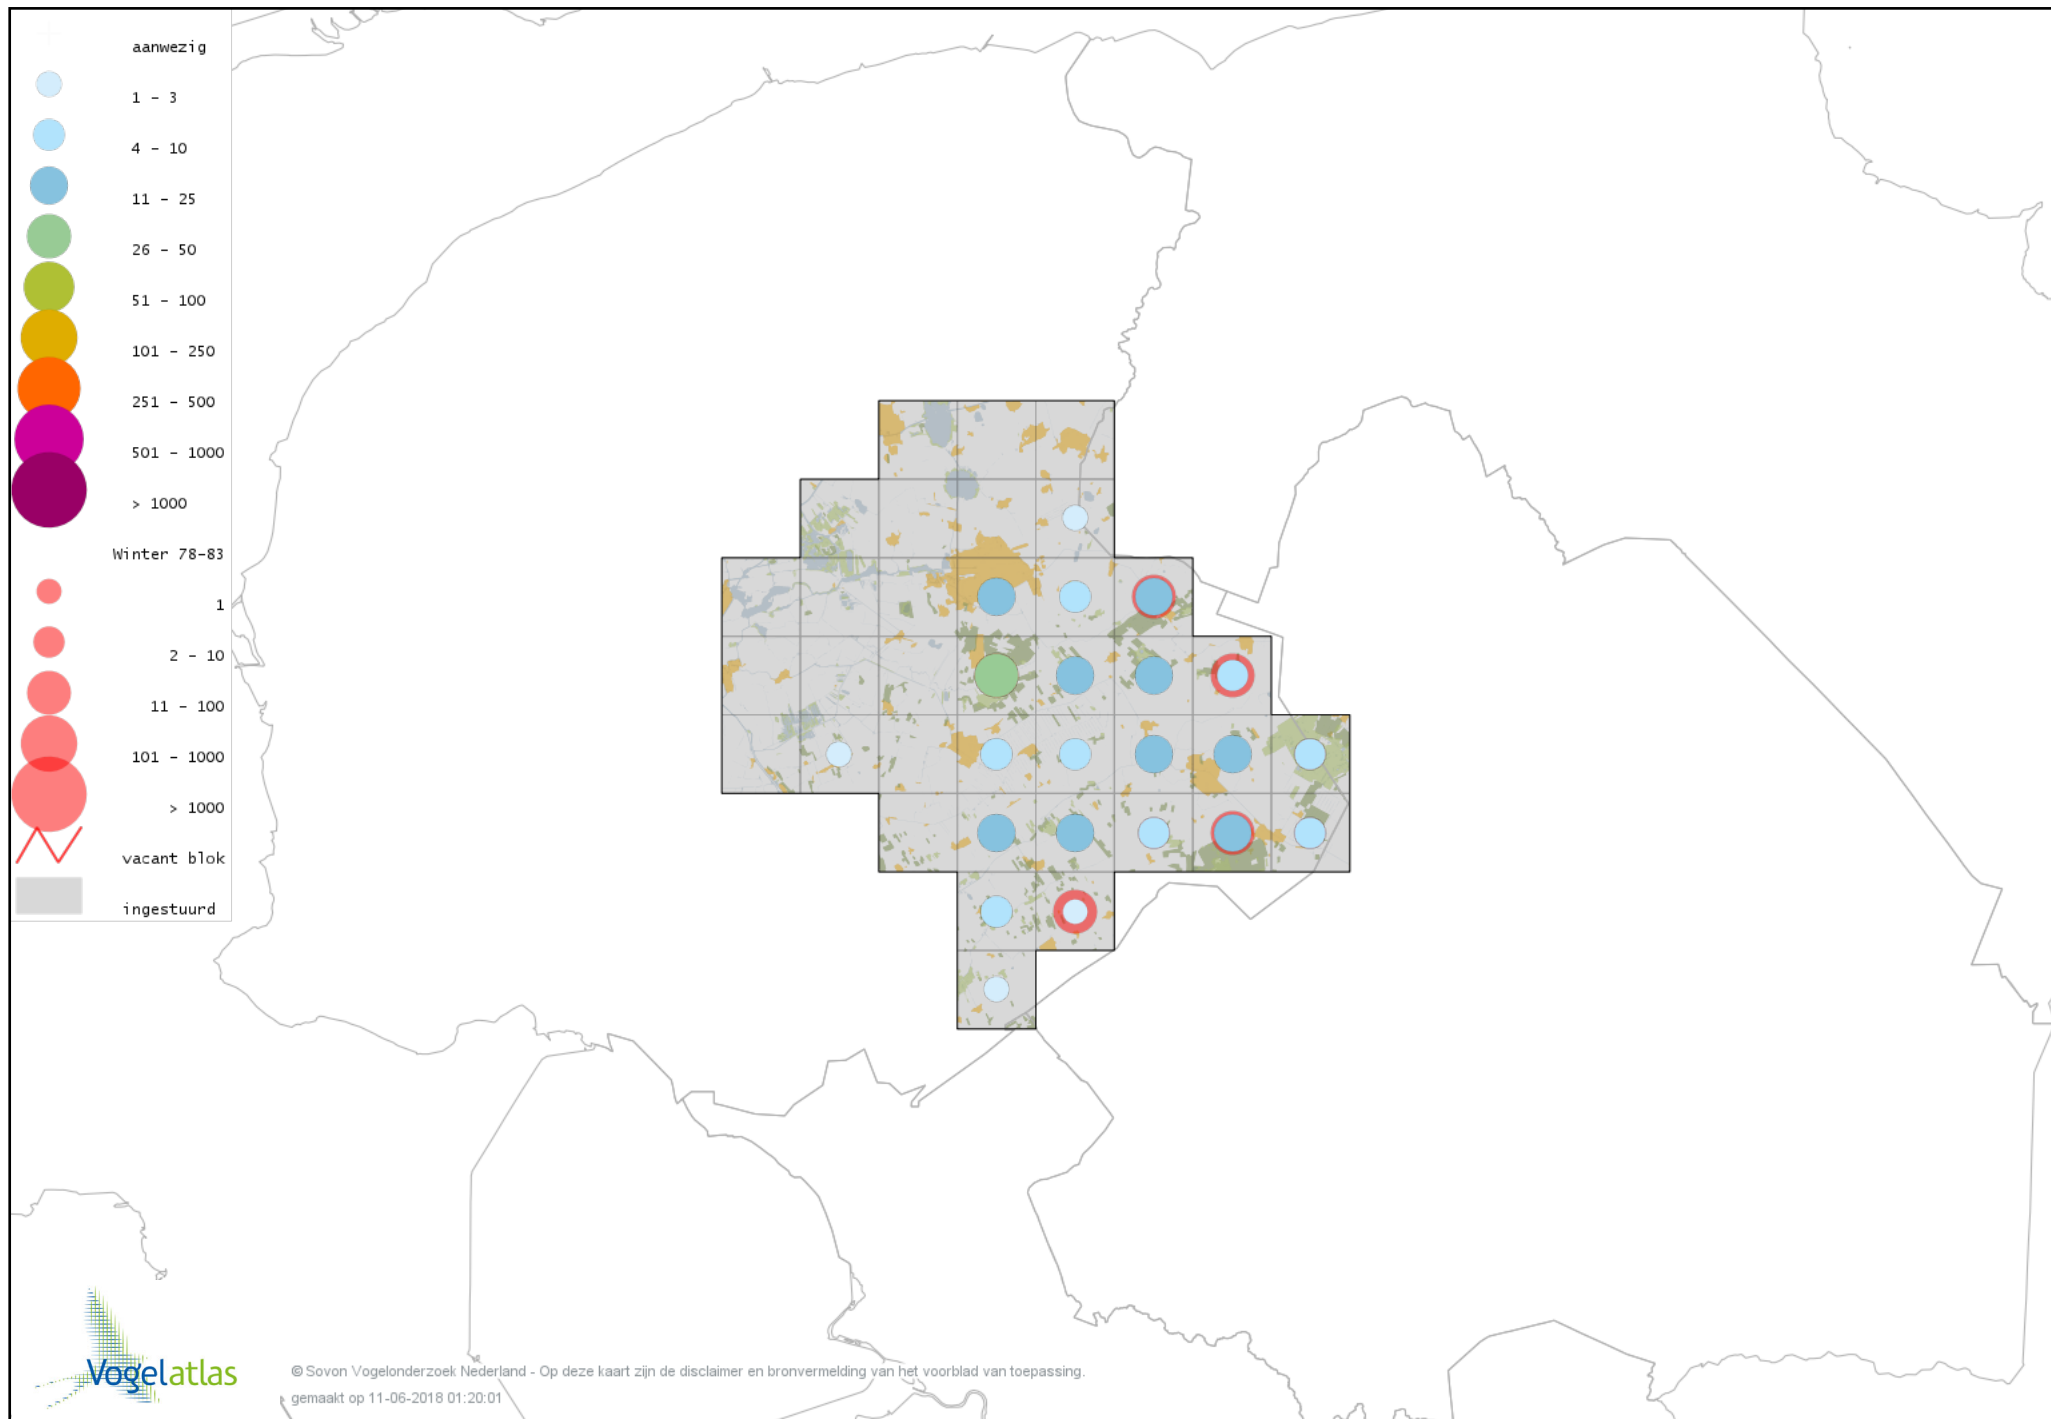 aanwezig
1 - 3
4 - 10
11 - 25
26 - 50
51 - 100
101 - 250
251 - 500
501 - 1000
> 1000
Winter 78-83
1
2 - 10
11 - 100
101 - 1000
> 1000
vacant blok
ingestuurd
Vogelatlas
© Sovon Vogelonderzoek Nederland - Op deze kaart zijn de disclaimer en bronvermelding van het voorblad van toepassing.
gemaakt op 11-06-2018 01:20:01